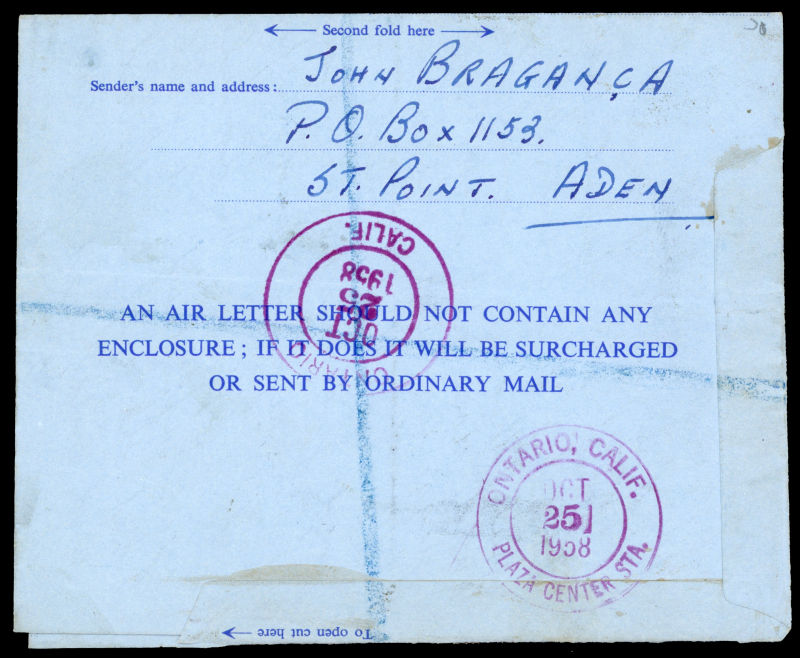 Second fold here
Sender's name and address:
JOHN BRAGANÇA
P.O. BOX 1153.
ST. POINT. ADEN
ONTARIO
OCT
25
1958
CALIF.
AN AIR LETTER SHOULD NOT CONTAIN ANY
ENCLOSURE; IF IT DOES IT WILL BE SURCHARGED
OR SENT BY ORDINARY MAIL
ONTARIO, CALIF.
OCT
25
1958
PLAZA CENTER STA.
To open cut here